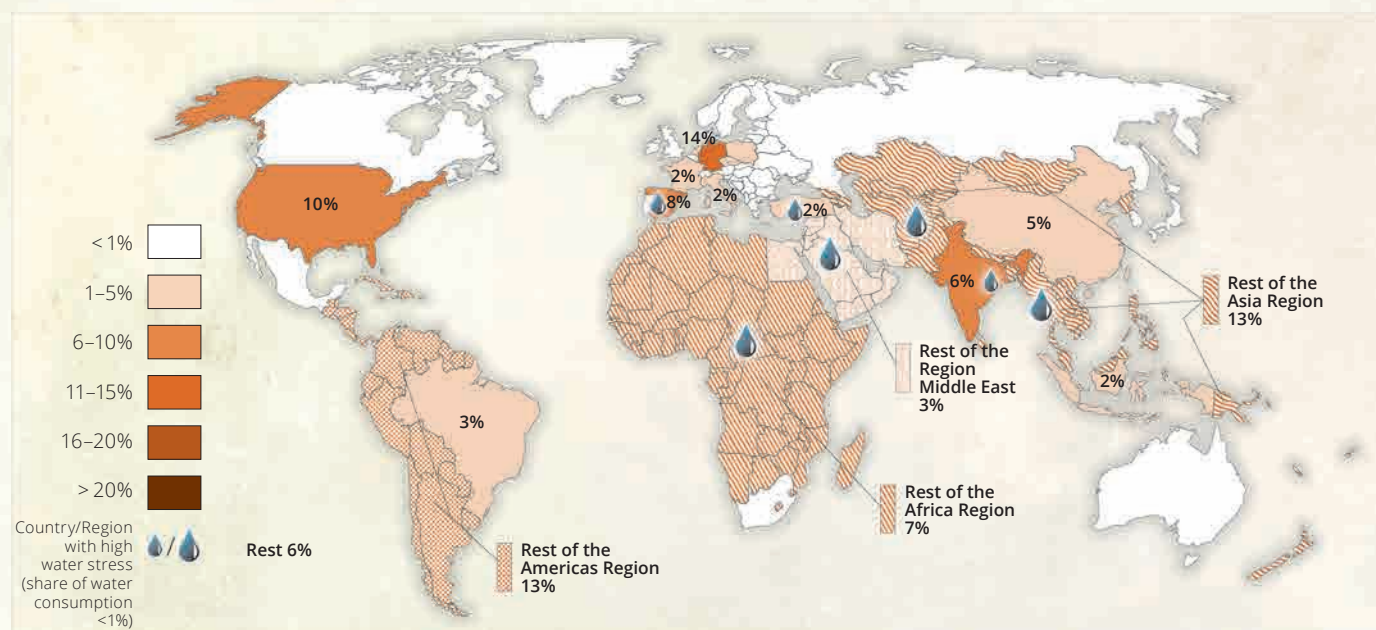 14%
2%
2%
8%
2%
10%
5%
6%
< 1%
1–5%
6–10%
11–15%
16–20%
> 20%
Country/Region
with high
water stress
(share of water
consumption
<1%)
/
Rest 6%
3%
2%
Rest of the
Asia Region
13%
Rest of the
Region
Middle East
3%
Rest of the
Africa Region
7%
Rest of the
Americas Region
13%